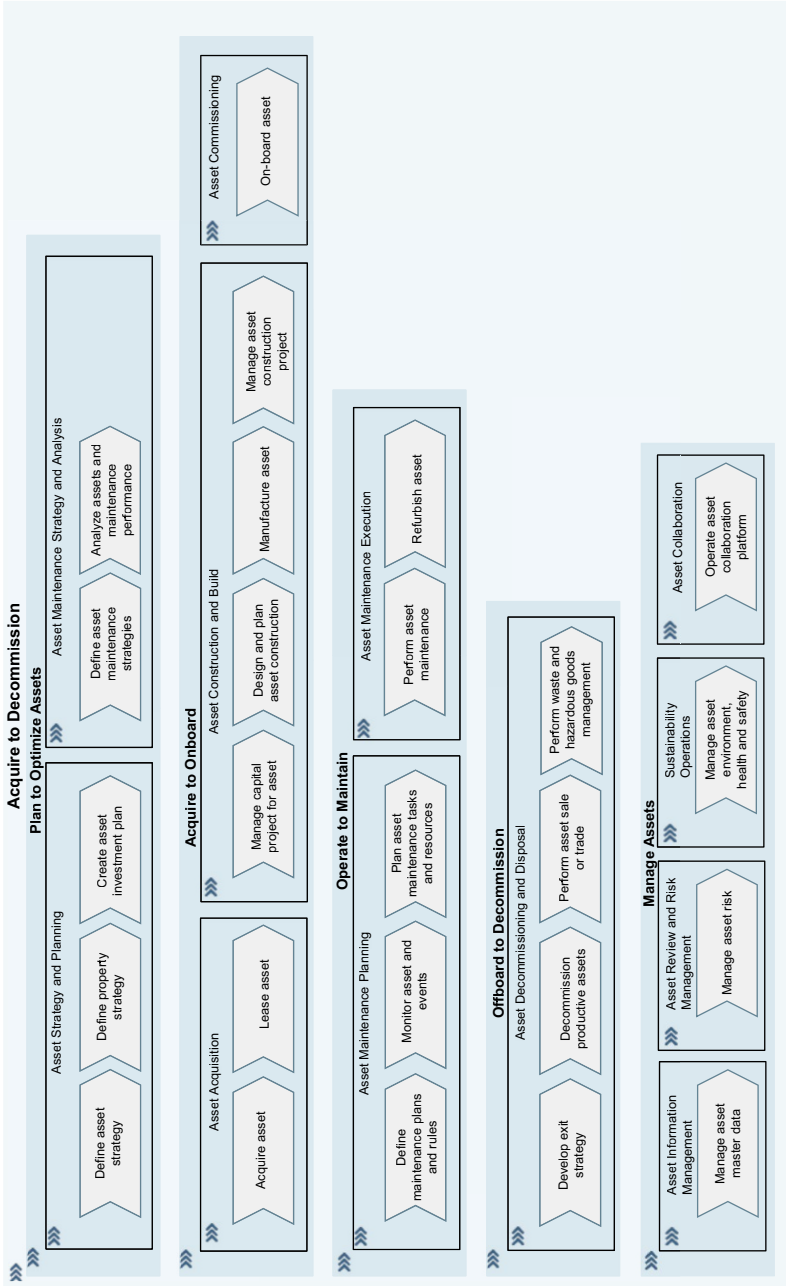 Acquire to Decommission
Plan to Optimize Assets
Asset Strategy and Planning
Define asset
strategy
Define property
strategy
Create asset
investment plan
Asset Maintenance Strategy and Analysis
Define asset
maintenance
strategies
Analyze assets and
maintenance
performance
Acquire to Onboard
Asset Acquisition
Acquire asset
Lease asset
Asset Construction and Build
Manage capital
project for asset
Design and plan
asset construction
Manufacture asset
Manage asset
construction
project
Asset Commissioning
On-board asset
Operate to Maintain
Asset Maintenance Planning
Define
maintenance plans
and rules
Monitor asset and
events
Plan asset
maintenance tasks
and resources
Asset Maintenance Execution
Perform asset
maintenance
Refurbish asset
Offboard to Decommission
Asset Decommissioning and Disposal
Develop exit
strategy
Decommission
productive assets
Perform asset sale
or trade
Perform waste and
hazardous goods
management
Manage Assets
Asset Information
Management
Manage asset
master data
Asset Review and Risk
Management
Manage asset risk
Sustainability
Operations
Manage asset
environment,
health and safety
Asset Collaboration
Operate asset
collaboration
platform